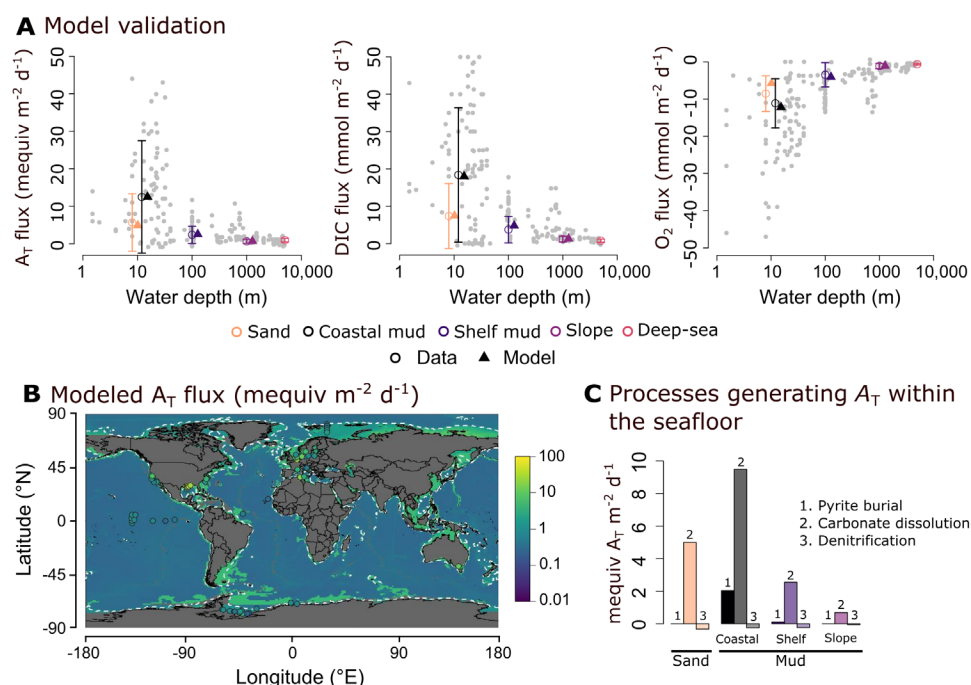 A Model validation
A_T flux (mequiv m⁻² d⁻¹)
50
40
30
20
10
0
1 10 100 1000 10,000
Water depth (m)
DIC flux (mmol m⁻² d⁻¹)
50
40
30
20
10
0
1 10 100 1000 10,000
Water depth (m)
O₂ flux (mmol m⁻² d⁻¹)
0
-10
-20
-30
-40
-50
1 10 100 1000 10,000
Water depth (m)
Sand Coastal mud Shelf mud Slope Deep-sea
Data Model
B Modeled A_T flux (mequiv m⁻² d⁻¹)
Latitude (°N)
90
45
0
-45
-90
-180 -90 0 90 180
Longitude (°E)
100
10
1
0.1
0.01
C Processes generating A_T within
the seafloor
mequiv A_T m⁻² d⁻¹
10
8
6
4
2
0
1 2 3
1 2 3
1 2 3
1 2 3
1. Pyrite burial
2. Carbonate dissolution
3. Denitrification
Coastal Shelf Slope
Sand Mud